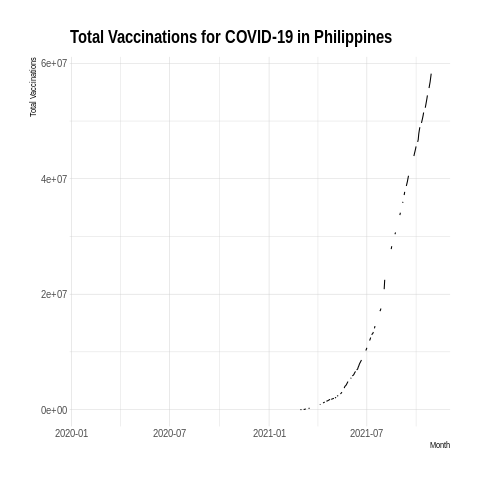 Total Vaccinations for COVID-19 in Philippines
Total Vaccinations
6e+07
4e+07
2e+07
0e+00
2020-01 2020-07 2021-01 2021-07
Month